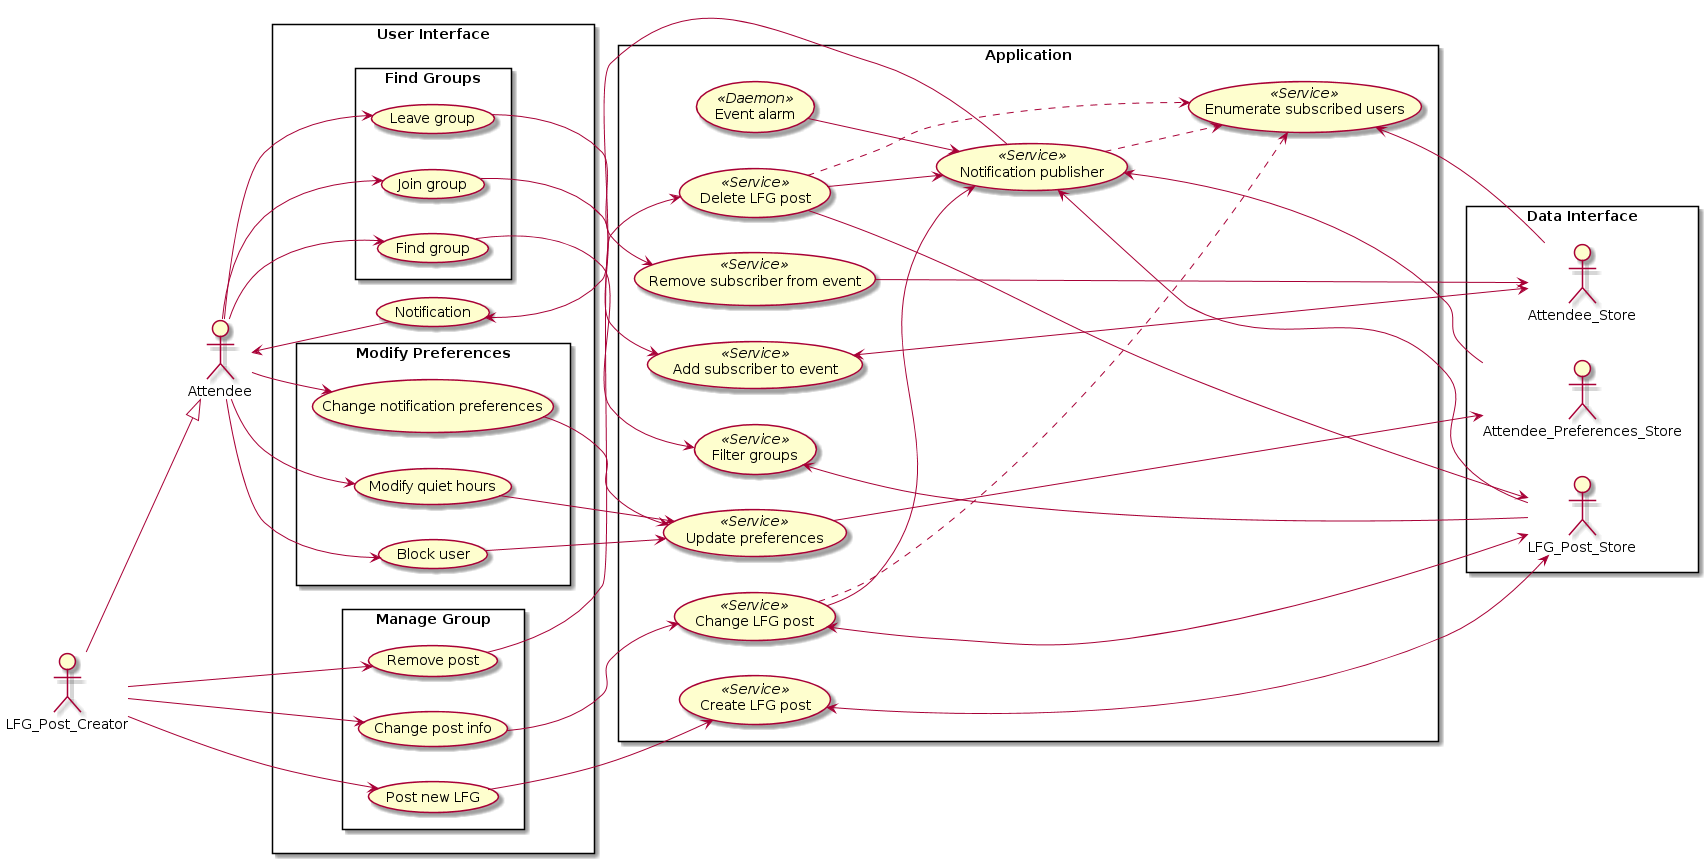 User Interface
Find Groups
Leave group
Join group
Find group
Notification
Modify Preferences
Change notification preferences
Modify quiet hours
Block user
Manage Group
Remove post
Change post info
Post new LFG
Attendee
LFG_Post_Creator
Application
«Daemon»
Event alarm
«Service»
Enumerate subscribed users
«Service»
Notification publisher
«Service»
Delete LFG post
«Service»
Remove subscriber from event
«Service»
Add subscriber to event
«Service»
Filter groups
«Service»
Update preferences
«Service»
Change LFG post
«Service»
Create LFG post
Data Interface
Attendee_Store
Attendee_Preferences_Store
LFG_Post_Store